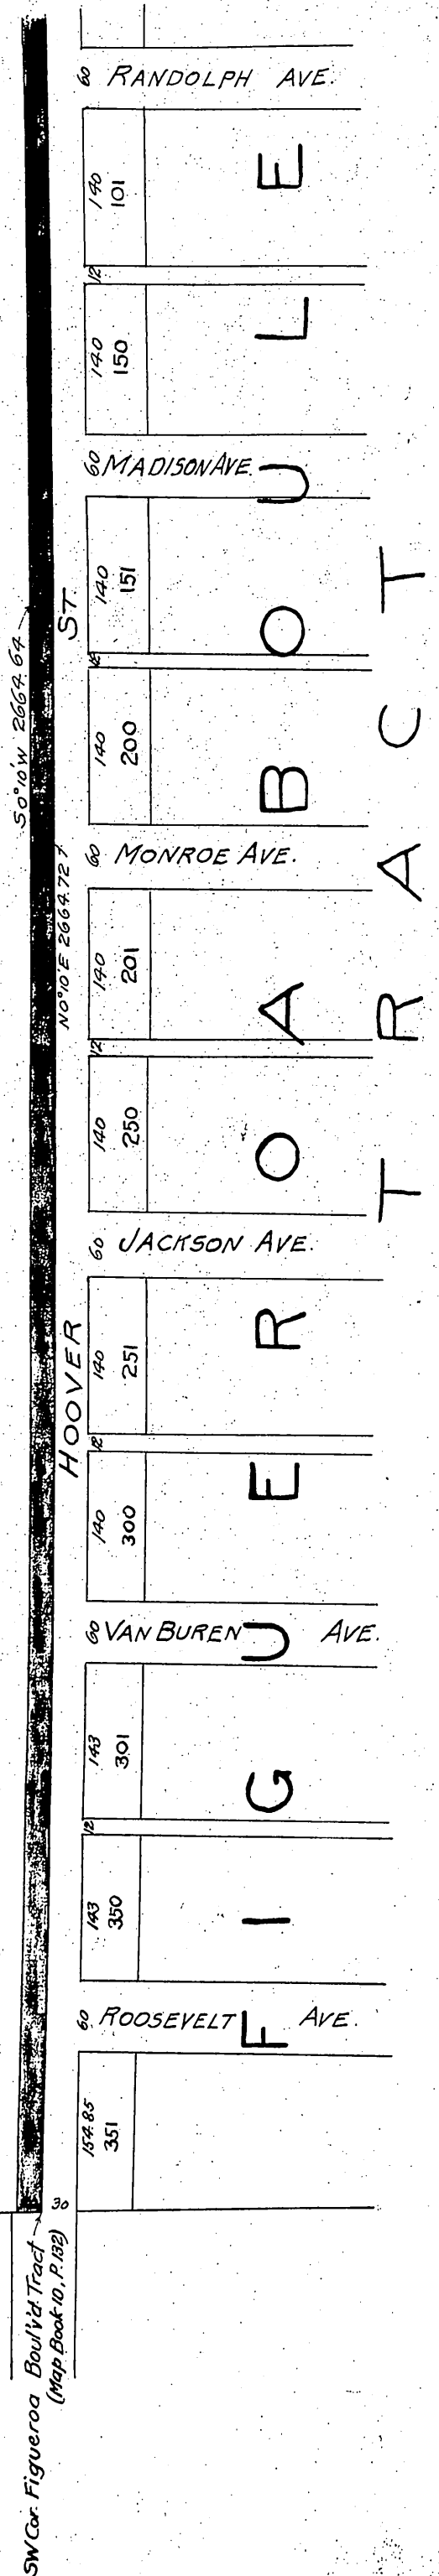 60 RANDOLPH AVE.
140
101
12
140
150
60 MADISON AVE.
140
151
12
140
200
60 MONROE AVE.
140
201
12
140
250
60 JACKSON AVE.
140
251
12
140
300
60 VAN BUREN AVE.
143
301
12
143
350
60 ROOSEVELT AVE.
154.85
351
30
S0°10'W 2664.64
N0°10'E 2664.72
HOOVER ST.
FIGUEROA BOULE
TRACT
SW Cor. Figueroa Boul'v'd. Tract
(Map Book 10, P. 132)